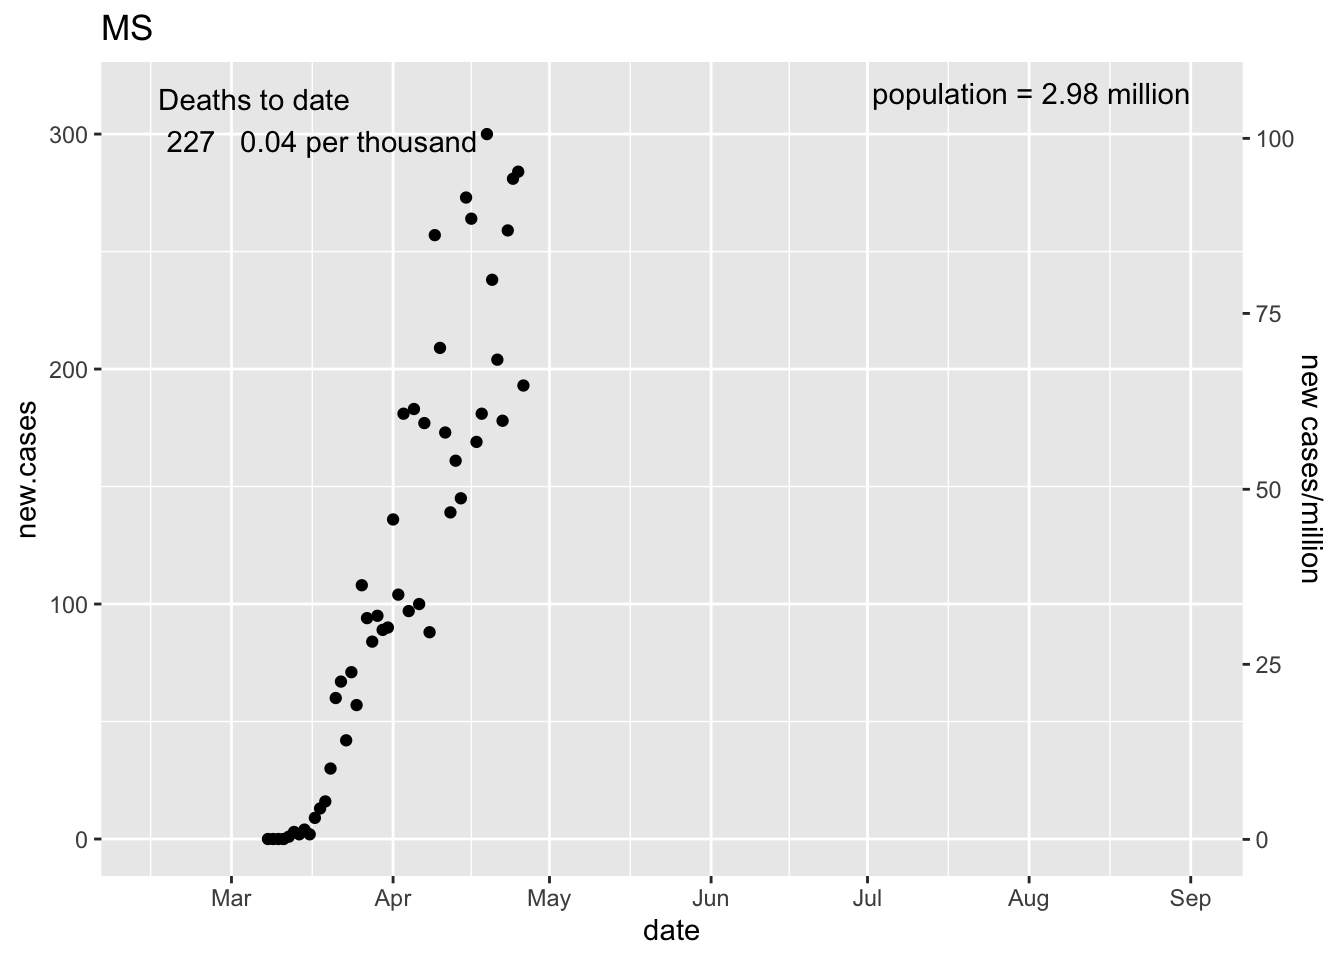 MS
Deaths to date
population = 2.98 million
227 0.04 per thousand
300
200
100
0
100
75
50
25
0
new.cases
new cases/million
Mar Apr May Jun Jul Aug Sep
date